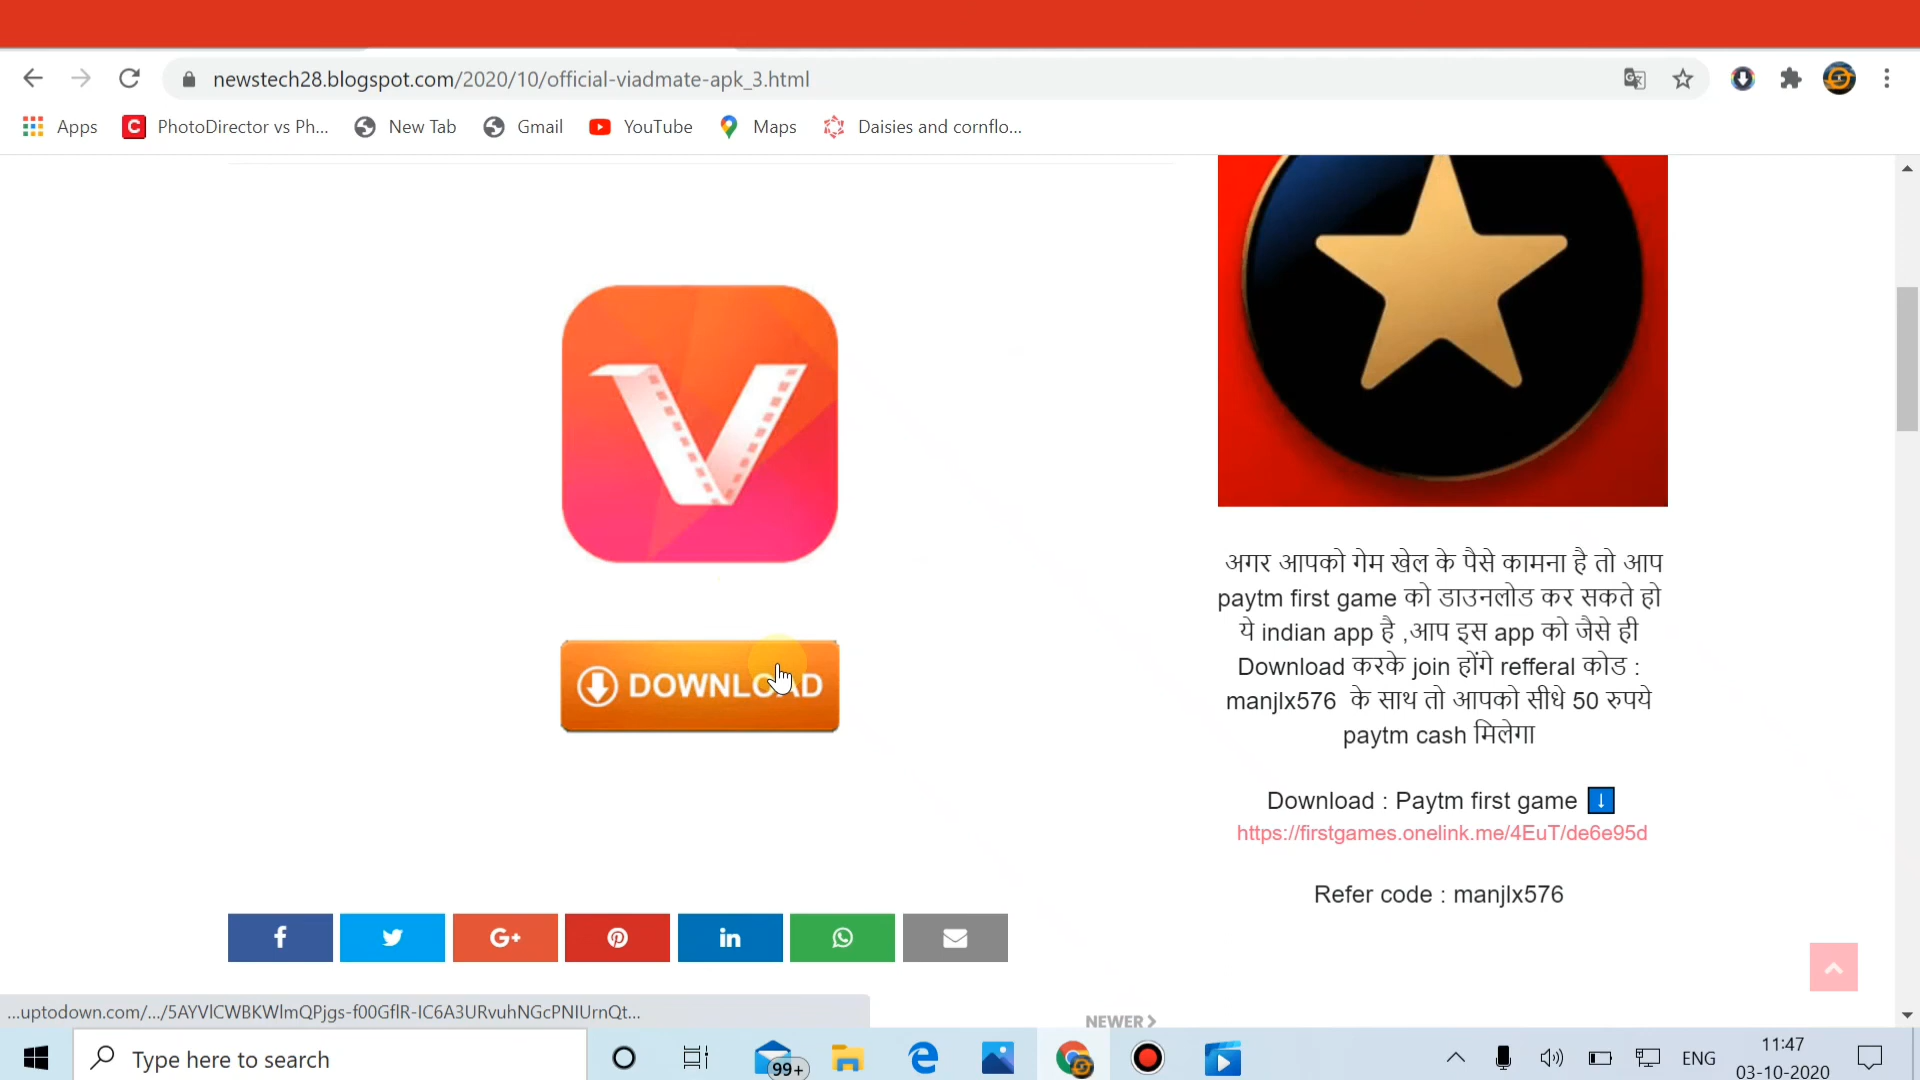 newstech28.blogspot.com/2020/10/official-viadmate-apk_3.html
Apps
PhotoDirector vs Ph...
New Tab
Gmail
YouTube
Maps
Daisies and cornflo...
DOWNLOAD
अगर आपको गेम खेल के पैसे कामना है तो आप
paytm first game को डाउनलोड कर सकते हो
ये indian app है ,आप इस app को जैसे ही
Download करके join होंगे refferal कोड :
manjlx576 के साथ तो आपको सीधे 50 रुपये
paytm cash मिलेगा
Download : Paytm first game
https://firstgames.onelink.me/4EuT/de6e95d
Refer code : manjlx576
G+
NEWER
...uptodown.com/.../5AYVlCWBKWlmQPjgs-f00GflR-IC6A3URvuhNGcPNIUrnQt...
Type here to search
99+
ENG
11:47
03-10-2020